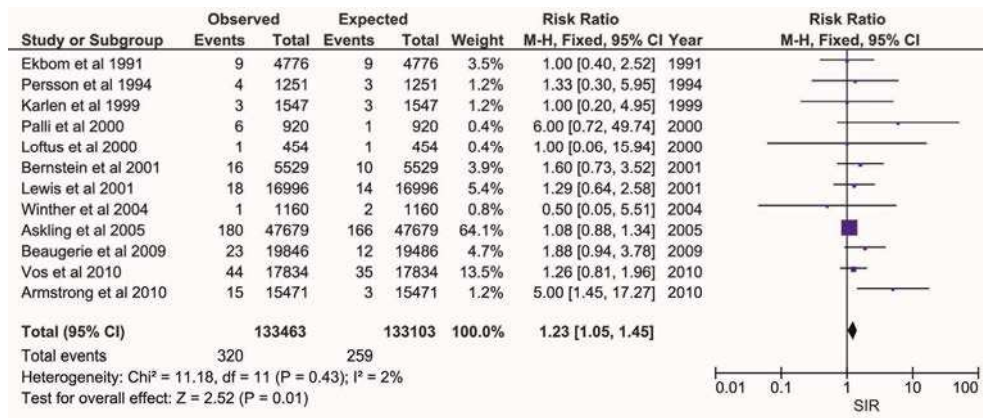 Observed Expected Risk Ratio Risk Ratio
Study or Subgroup Events Total Events Total Weight M-H, Fixed, 95% CI Year M-H, Fixed, 95% CI
Ekbom et al 1991 9 4776 9 4776 3.5% 1.00 [0.40, 2.52] 1991
Persson et al 1994 4 1251 3 1251 1.2% 1.33 [0.30, 5.95] 1994
Karlen et al 1999 3 1547 3 1547 1.2% 1.00 [0.20, 4.95] 1999
Palli et al 2000 6 920 1 920 0.4% 6.00 [0.72, 49.74] 2000
Loftus et al 2000 1 454 1 454 0.4% 1.00 [0.06, 15.94] 2000
Bernstein et al 2001 16 5529 10 5529 3.9% 1.60 [0.73, 3.52] 2001
Lewis et al 2001 18 16996 14 16996 5.4% 1.29 [0.64, 2.58] 2001
Winther et al 2004 1 1160 2 1160 0.8% 0.50 [0.05, 5.51] 2004
Askling et al 2005 180 47679 166 47679 64.1% 1.08 [0.88, 1.34] 2005
Beaugerie et al 2009 23 19846 12 19486 4.7% 1.88 [0.94, 3.78] 2009
Vos et al 2010 44 17834 35 17834 13.5% 1.26 [0.81, 1.96] 2010
Armstrong et al 2010 15 15471 3 15471 1.2% 5.00 [1.45, 17.27] 2010
Total (95% CI) 133463 133103 100.0% 1.23 [1.05, 1.45]
Total events 320 259
Heterogeneity: Chi² = 11.18, df = 11 (P = 0.43); I² = 2%
Test for overall effect: Z = 2.52 (P = 0.01)
0.01 0.1 1 10 100
SIR